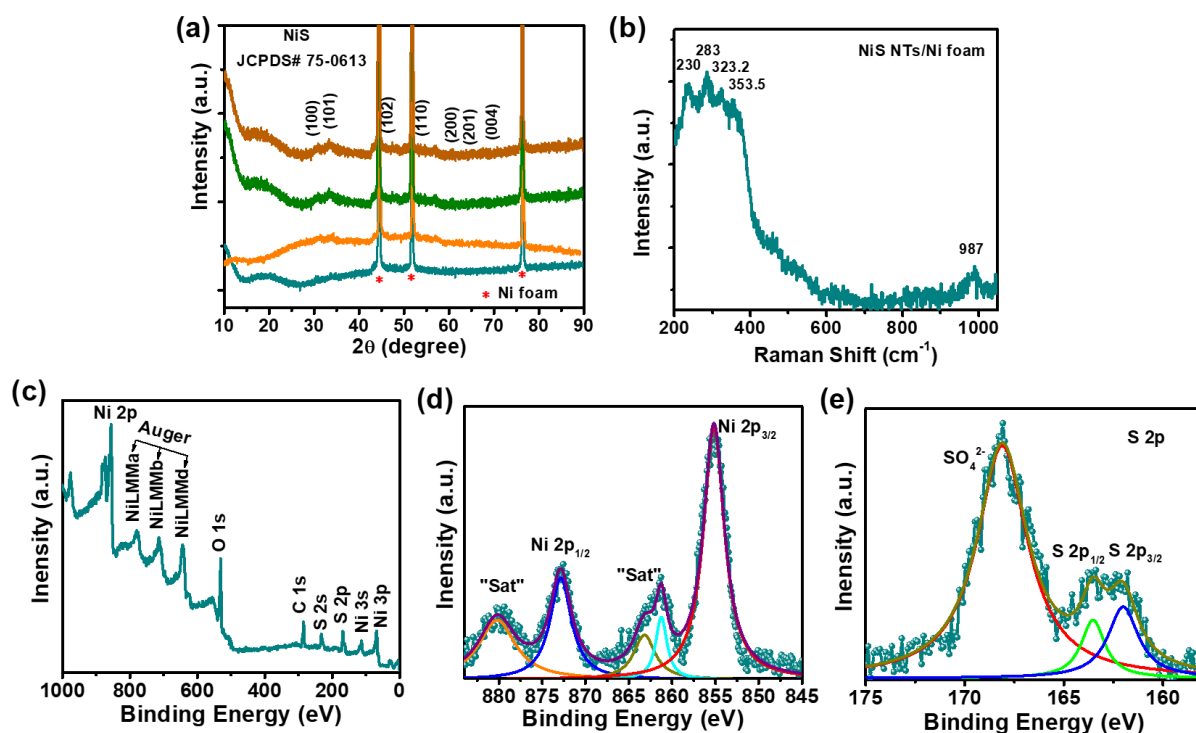 (a)
NiS
JCPDS# 75-0613
(100)
(101)
(102)
(110)
(200)
(201)
(004)
* * *
* Ni foam
Intensity (a.u.)
10 20 30 40 50 60 70 80 90
2θ (degree)
(b)
NiS NTs/Ni foam
283
230 323.2
353.5
987
Intensity (a.u.)
200 400 600 800 1000
Raman Shift (cm⁻¹)
(c)
Ni 2p
Auger
NiLMMa
NiLMMb
NiLMMd
O 1s
C 1s
S 2s
S 2p
Ni 3s
Ni 3p
Inensity (a.u.)
1000 800 600 400 200 0
Binding Energy (eV)
(d)
Ni 2p3/2
Ni 2p1/2
"Sat"
"Sat"
Inensity (a.u.)
880 875 870 865 860 855 850 845
Binding Energy (eV)
(e)
S 2p
SO₄²⁻
S 2p1/2 S 2p3/2
Inensity (a.u.)
175 170 165 160
Binding Energy (eV)